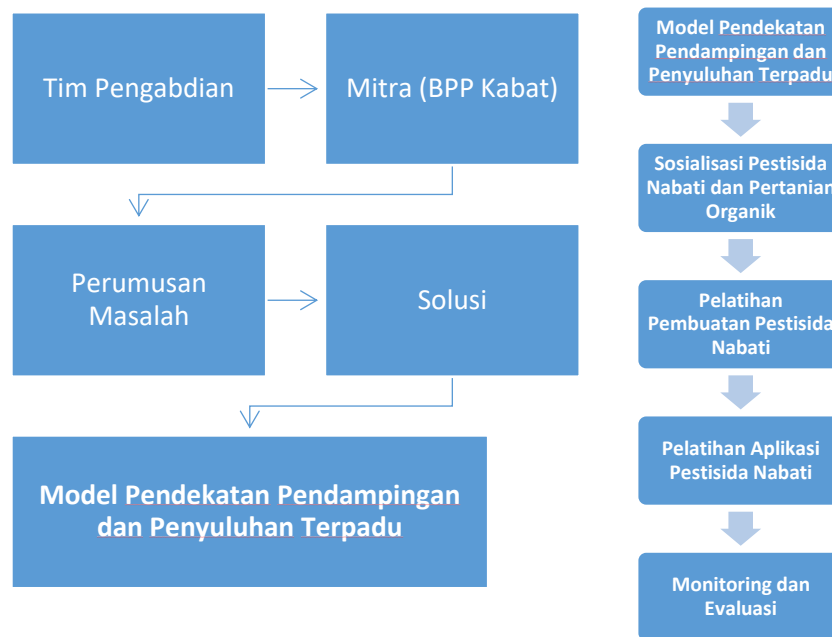 Tim Pengabdian
Mitra (BPP Kabat)
Perumusan
Masalah
Solusi
Model Pendekatan Pendampingan
dan Penyuluhan Terpadu
Model Pendekatan
Pendampingan dan
Penyuluhan Terpadu
Sosialisasi Pestisida
Nabati dan Pertanian
Organik
Pelatihan
Pembuatan Pestisida
Nabati
Pelatihan Aplikasi
Pestisida Nabati
Monitoring dan
Evaluasi